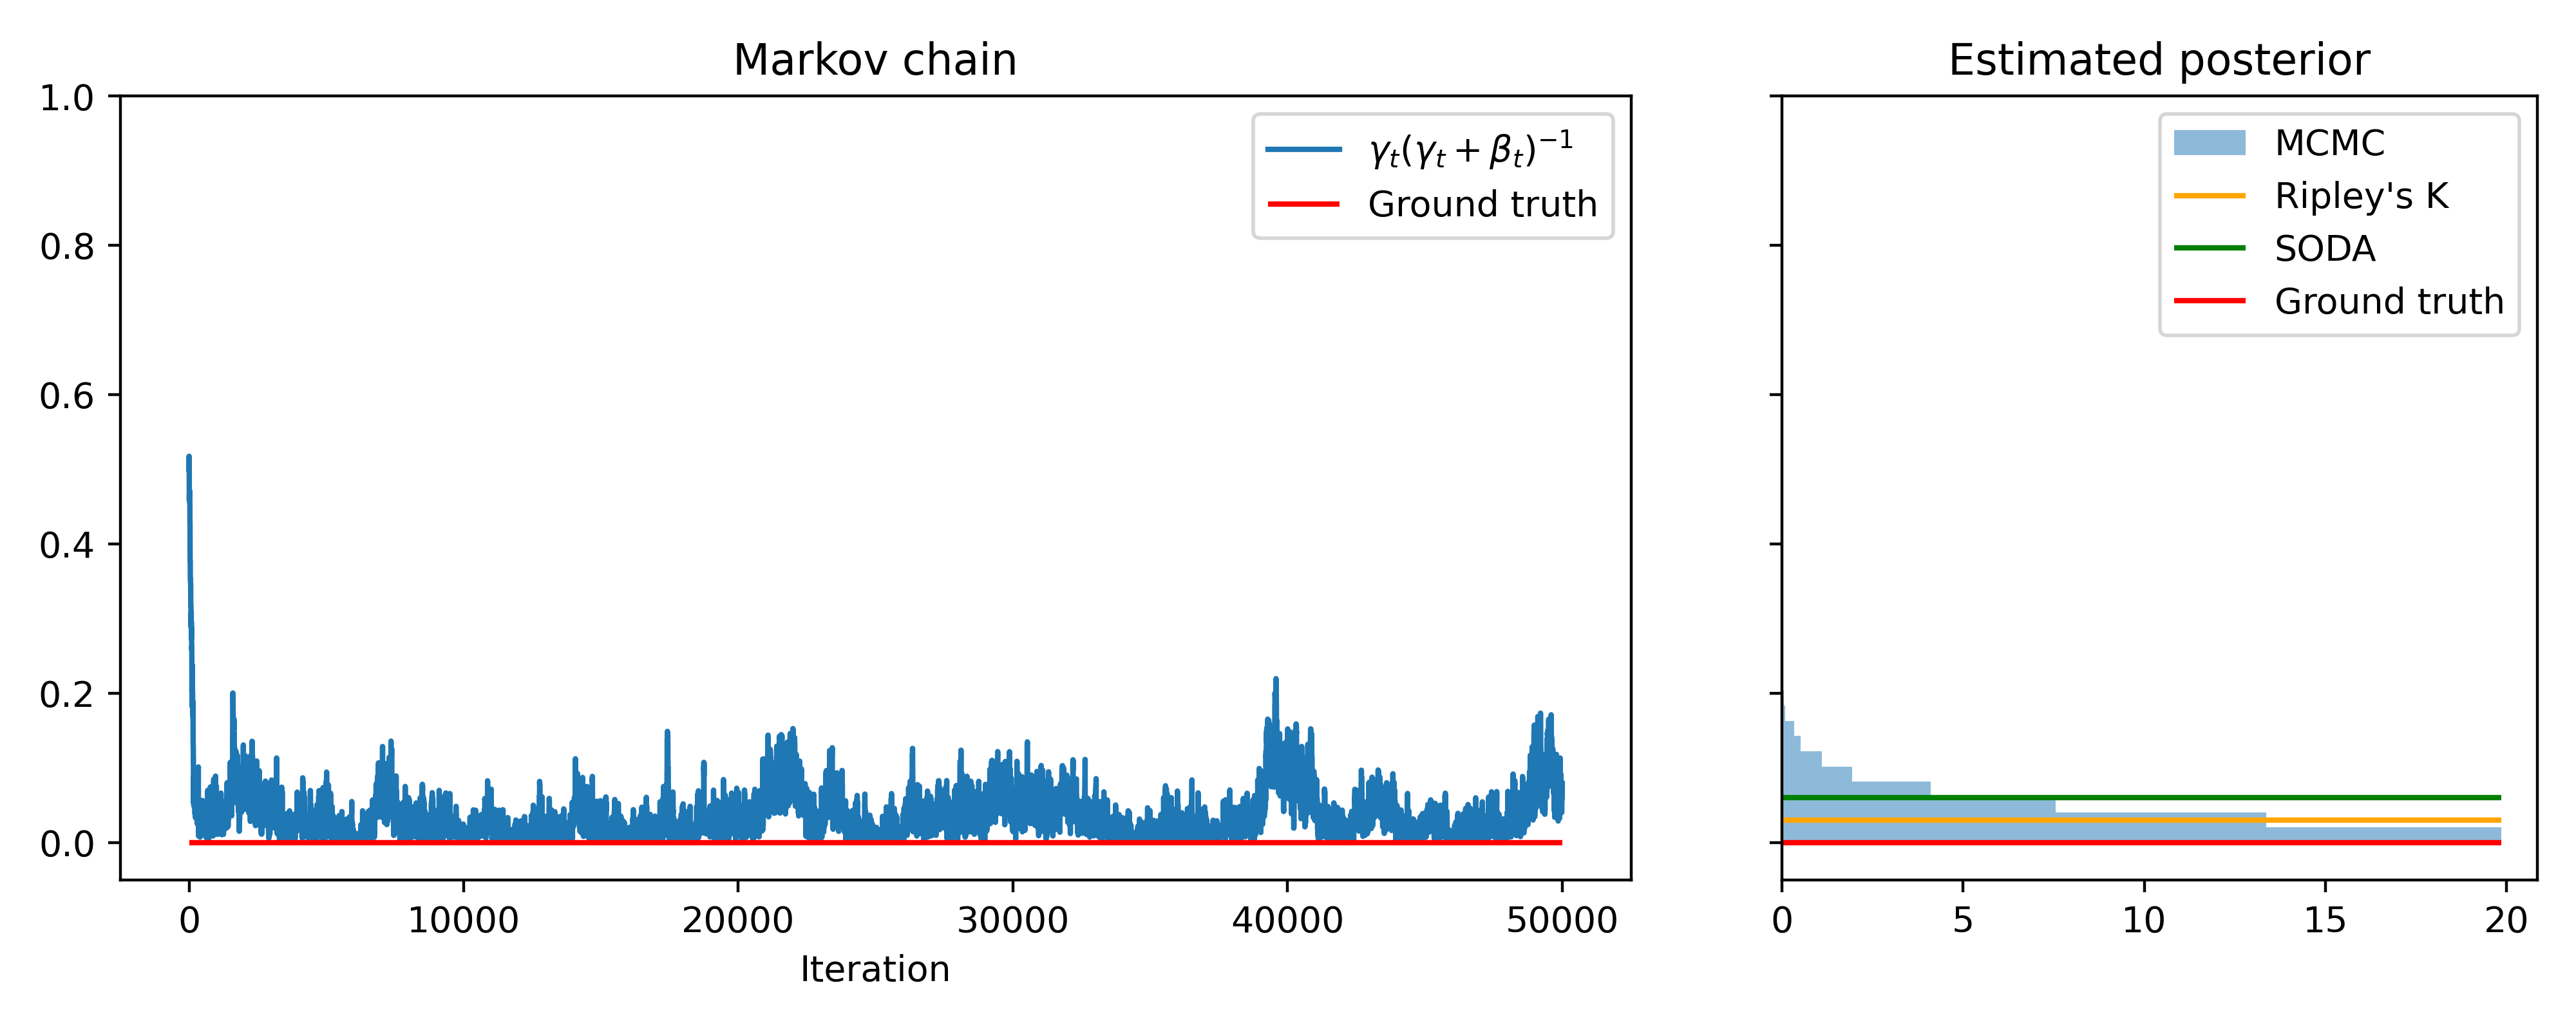 Markov chain
1.0
0.8
0.6
0.4
0.2
0.0
γₜ(γₜ + βₜ)⁻¹
Ground truth
0 10000 20000 30000 40000 50000
Iteration
Estimated posterior
MCMC
Ripley's K
SODA
Ground truth
0 5 10 15 20